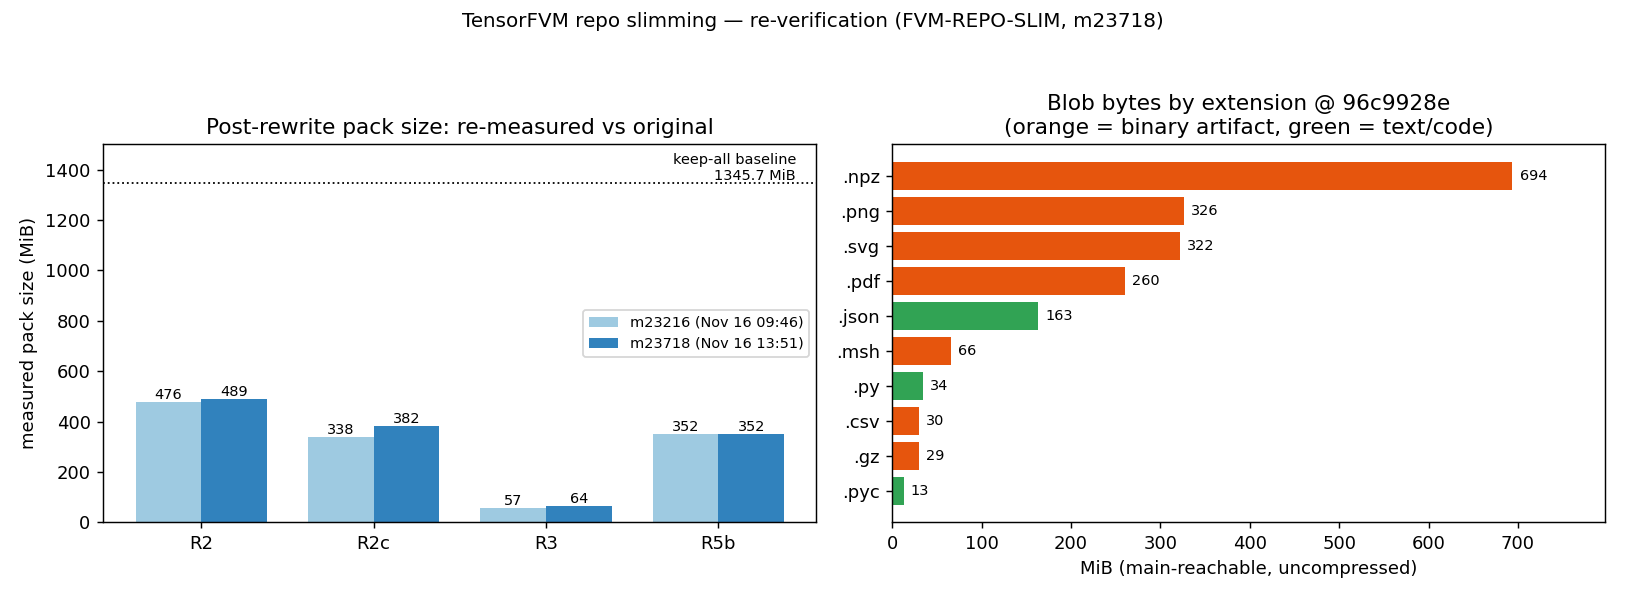 TensorFVM repo slimming — re-verification (FVM-REPO-SLIM, m23718)
Post-rewrite pack size: re-measured vs original
measured pack size (MiB)
1400
1200
1000
800
600
400
200
0
keep-all baseline
1345.7 MiB
m23216 (Nov 16 09:46)
m23718 (Nov 16 13:51)
476
489
338
382
57
64
352
352
R2
R2c
R3
R5b
Blob bytes by extension @ 96c9928e
(orange = binary artifact, green = text/code)
.npz
694
.png
326
.svg
322
.pdf
260
.json
163
.msh
66
.py
34
.csv
30
.gz
29
.pyc
13
0
100
200
300
400
500
600
700
MiB (main-reachable, uncompressed)